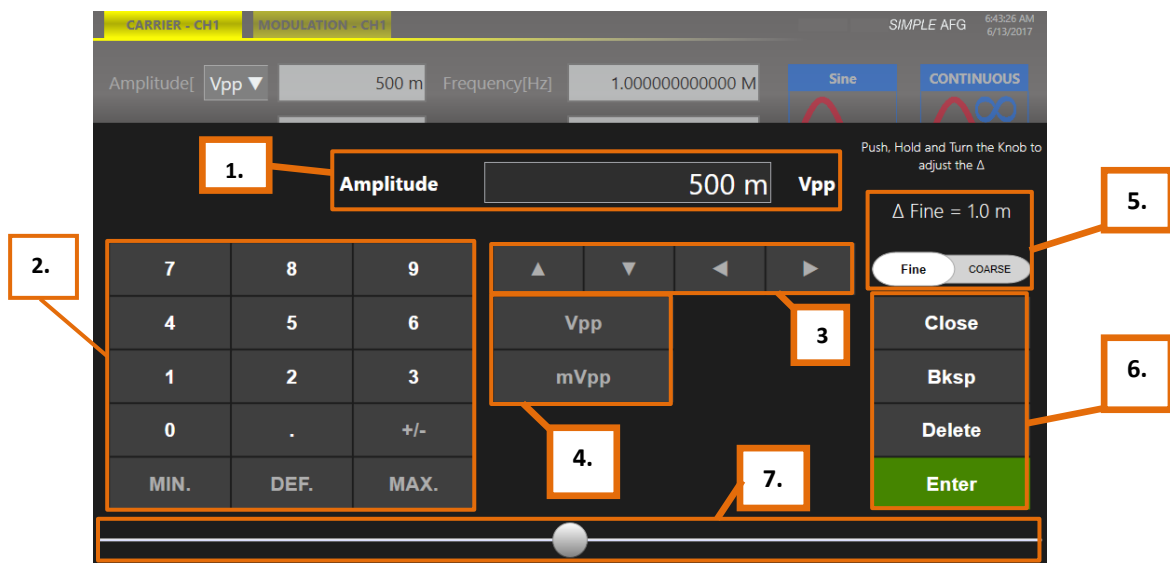 CARRIER - CH1 MODULATION - CH1 SIMPLE AFG 6:43:26 AM
6/13/2017
Amplitude[ Vpp ▼ 500 m Frequency[Hz] 1.000000000000 M Sine CONTINUOUS
Push, Hold and Turn the Knob to
adjust the Δ
1.
Amplitude 500 m Vpp
Δ Fine = 1.0 m
5.
Fine COARSE
2.
7 8 9 ▲ ▼ ◄ ►
4 5 6 Vpp 3 Close
1 2 3 mVpp Bksp 6.
0 . +/- Delete
4.
MIN. DEF. MAX. 7. Enter